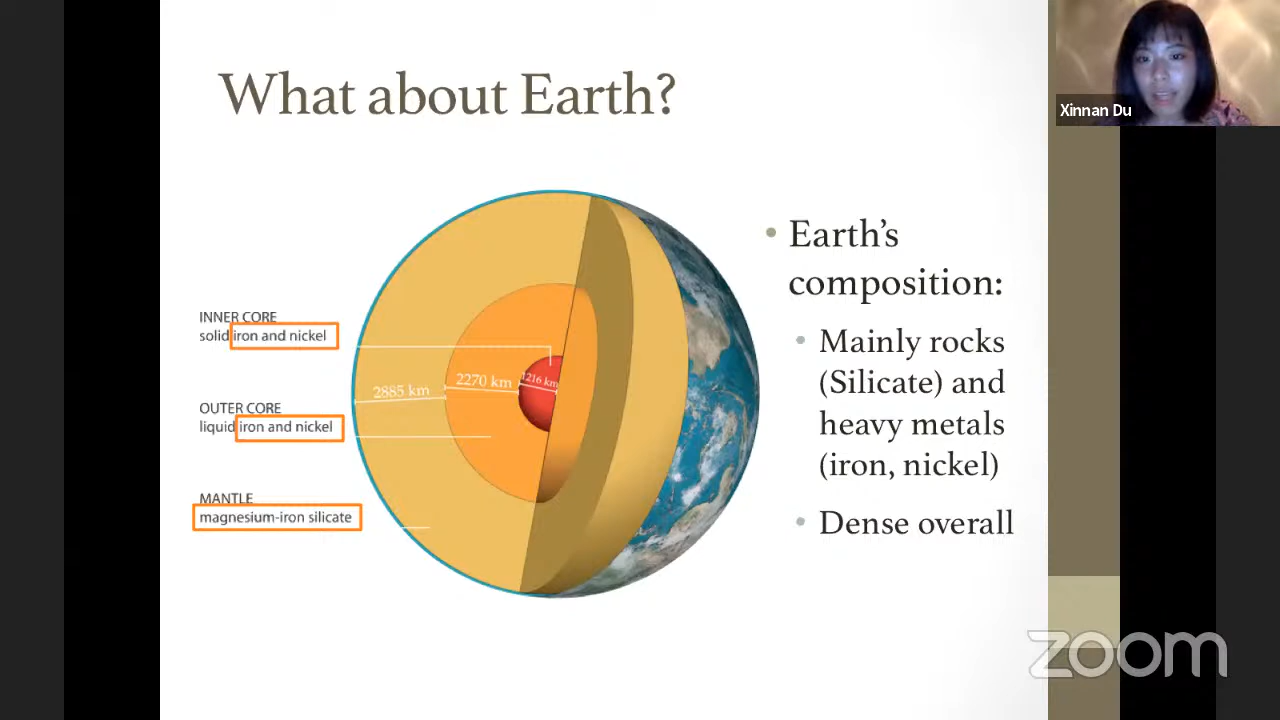 What about Earth?
Xinnan Du
INNER CORE
solid iron and nickel
OUTER CORE
liquid iron and nickel
MANTLE
magnesium-iron silicate
2885 km
2270 km
1216 km
• Earth's
composition:
• Mainly rocks
(Silicate) and
heavy metals
(iron, nickel)
• Dense overall
zoom